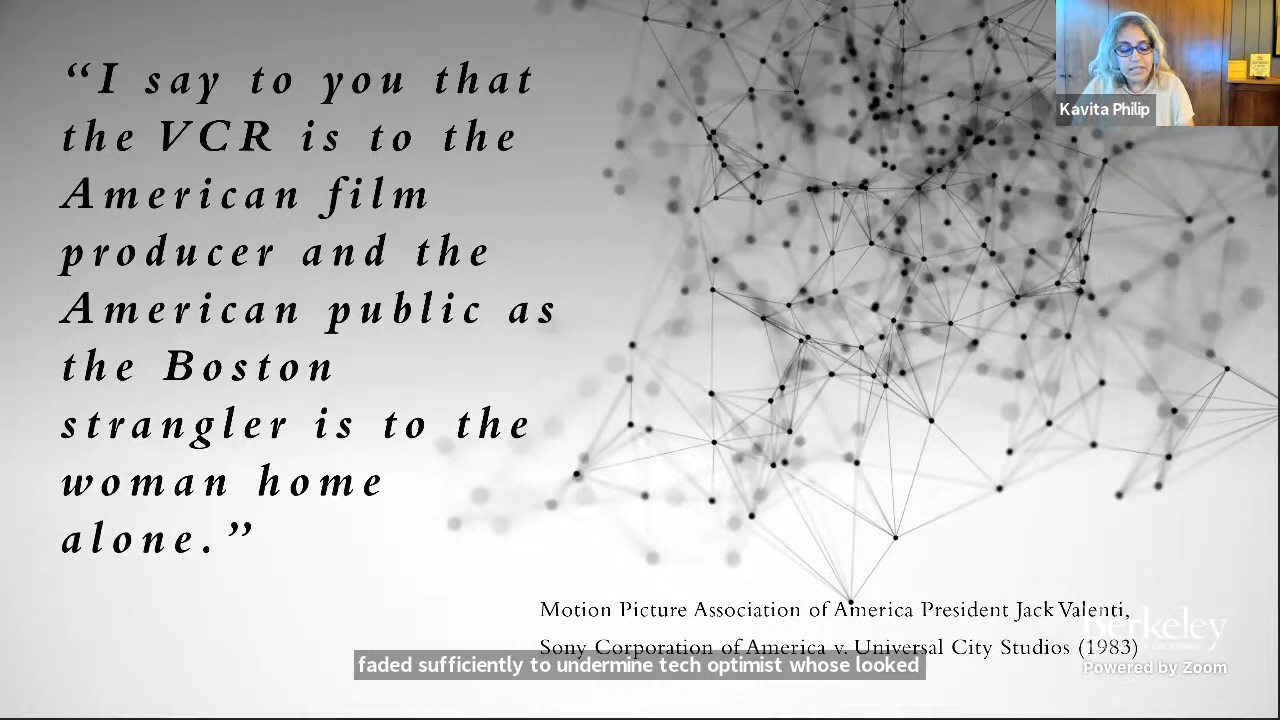 “I say to you that
the VCR is to the
American film
producer and the
American public as
the Boston
strangler is to the
woman home
alone.”
Kavita Philip
Motion Picture Association of America President Jack Valenti,
Sony Corporation of America v. Universal City Studios (1983)
Berkeley
faded sufficiently to undermine tech optimist whose looked
Powered by Zoom